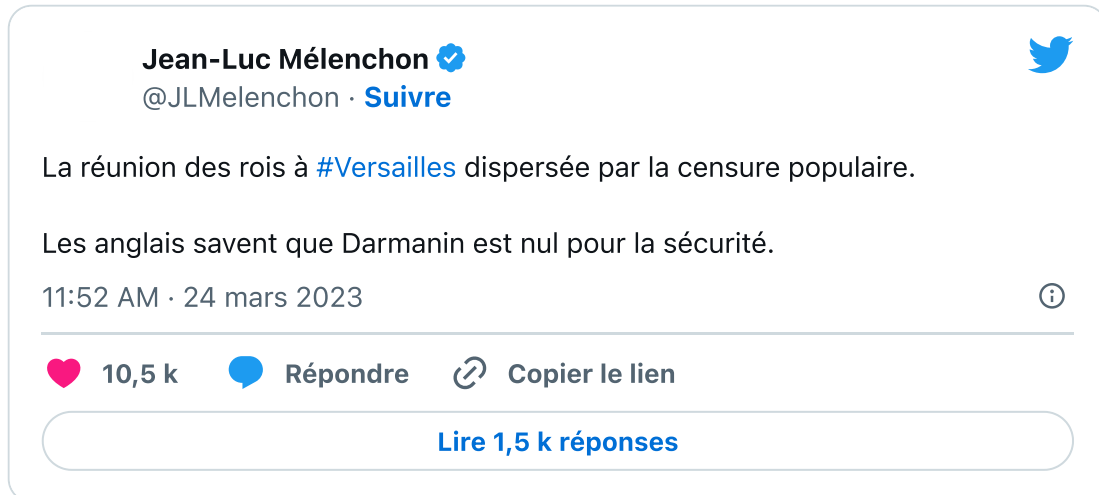 Jean-Luc Mélenchon
@JLMelenchon · Suivre
La réunion des rois à #Versailles dispersée par la censure populaire.
Les anglais savent que Darmanin est nul pour la sécurité.
11:52 AM · 24 mars 2023
10,5 k Répondre Copier le lien
Lire 1,5 k réponses